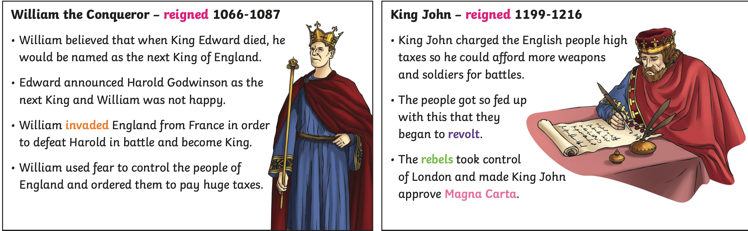 William the Conqueror – reigned 1066-1087
• William believed that when King Edward died, he
would be named as the next King of England.
• Edward announced Harold Godwinson as the
next King and William was not happy.
• William invaded England from France in order
to defeat Harold in battle and become King.
• William used fear to control the people of
England and ordered them to pay huge taxes.
King John – reigned 1199-1216
• King John charged the English people high
taxes so he could afford more weapons
and soldiers for battles.
• The people got so fed up
with this that they
began to revolt.
• The rebels took control
of London and made King John
approve Magna Carta.